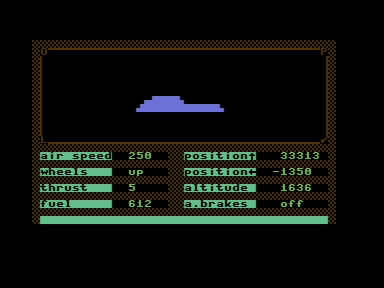 O P
L
air speed 250 position↑ 33313
wheels up position← -1350
thrust 5 altitude 1636
fuel 612 a.brakes off